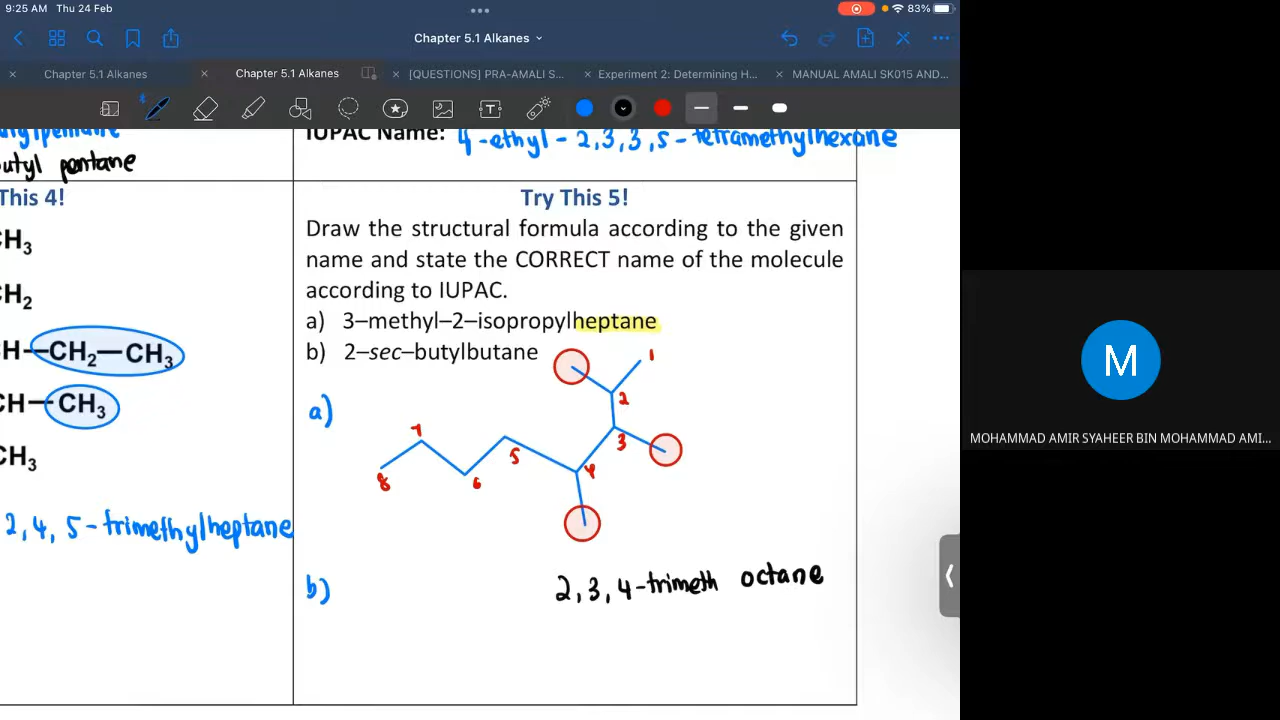 9:25 AM Thu 24 Feb
83%
Chapter 5.1 Alkanes
Chapter 5.1 Alkanes
Chapter 5.1 Alkanes
[QUESTIONS] PRA-AMALI S...
Experiment 2: Determining H...
MANUAL AMALI SK015 AND...
utylpentane
butyl pentane
IUPAC Name: 4-ethyl-2,3,3,5-tetramethylhexane
This 4!
CH3
CH2
CH-CH2-CH3
CH-CH3
CH3
2,4,5-trimethylheptane
Try This 5!
Draw the structural formula according to the given
name and state the CORRECT name of the molecule
according to IUPAC.
a) 3–methyl–2–isopropylheptane
b) 2–sec–butylbutane
a)
1
2
3
4
5
6
7
8
b)
2,3,4-trimeth octane
M
MOHAMMAD AMIR SYAHEER BIN MOHAMMAD AMI...